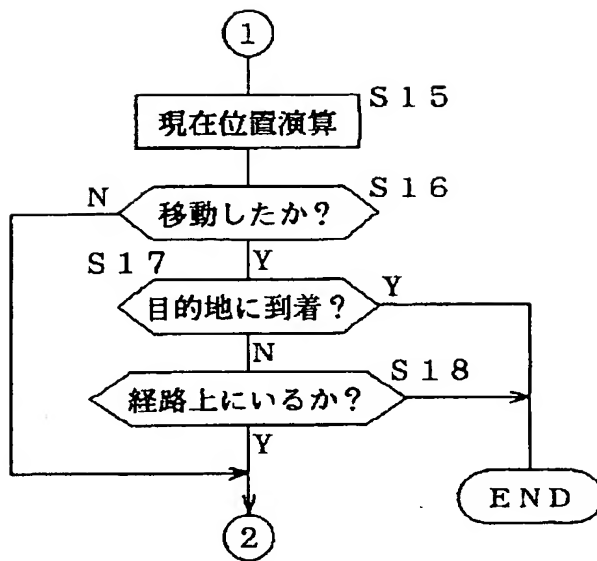 1
S15
現在位置演算
S16
N
移動したか?
Y
S17
目的地に到着?
Y
N
S18
経路上にいるか?
Y
END
2